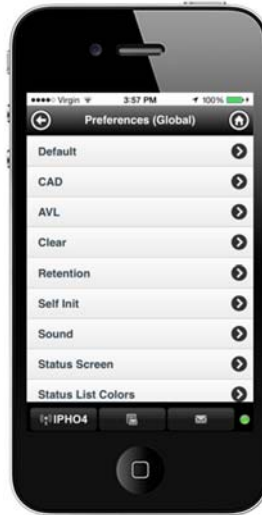 Virgin 3:57 PM 100%
Preferences (Global)
Default
CAD
AVL
Clear
Retention
Self Init
Sound
Status Screen
Status List Colors
IPHO4